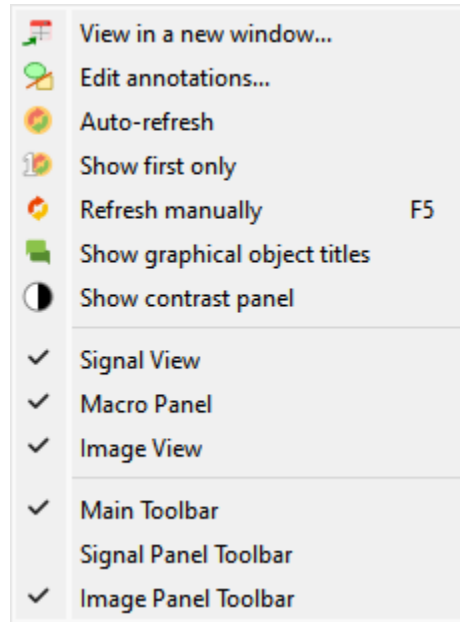 View in a new window...
Edit annotations...
Auto-refresh
Show first only
Refresh manually F5
Show graphical object titles
Show contrast panel
Signal View
Macro Panel
Image View
Main Toolbar
Signal Panel Toolbar
Image Panel Toolbar